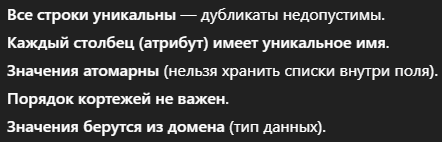 Все строки уникальны — дубликаты недопустимы.
Каждый столбец (атрибут) имеет уникальное имя.
Значения атомарны (нельзя хранить списки внутри поля).
Порядок кортежей не важен.
Значения берутся из домена (тип данных).